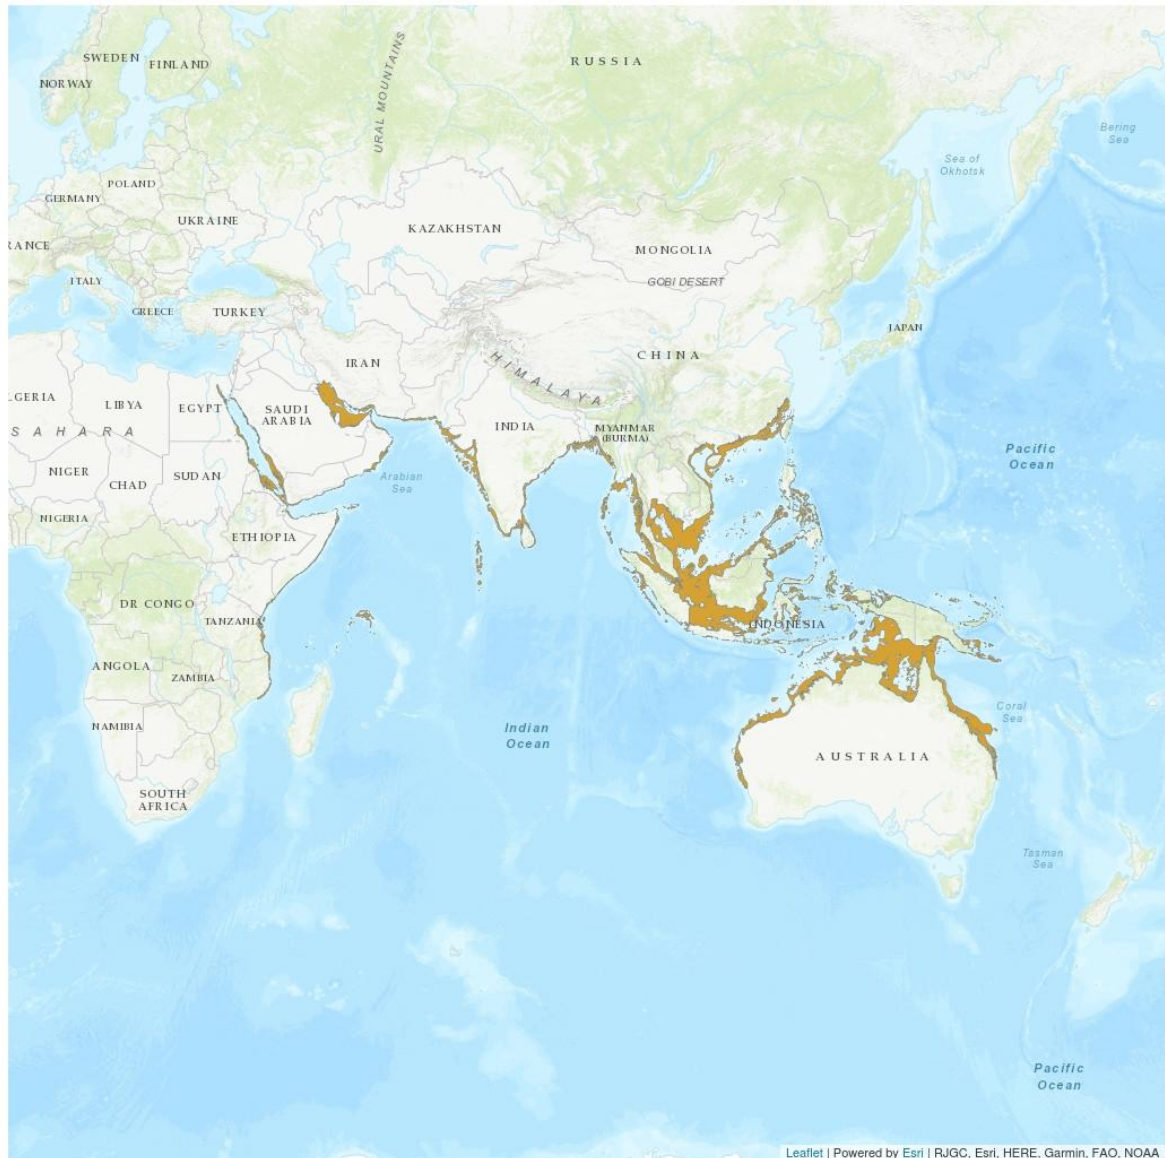 SWEDEN
FINLAND
NORWAY
RUSSIA
URAL MOUNTAINS
Bering
Sea
Sea of
Okhotsk
POLAND
GERMANY
UKRAINE
RANCE
KAZAKHSTAN
MONGOLIA
ITALY
GOBI DESERT
GREECE
TURKEY
JAPAN
IRAN
HIMALAYA
CHINA
LGERIA
LIBYA
EGYPT
SAUDI
ARABIA
INDIA
MYANMAR
(BURMA)
SAHARA
Pacific
Ocean
NIGER
CHAD
SUDAN
Arabian
Sea
NIGERIA
ETHIOPIA
DR CONGO
TANZANIA
INDONESIA
ANGOLA
ZAMBIA
Coral
Sea
NAMIBIA
Indian
Ocean
AUSTRALIA
SOUTH
AFRICA
Tasman
Sea
Pacific
Ocean
Leaflet | Powered by Esri | RJGC, Esri, HERE, Garmin, FAO, NOAA